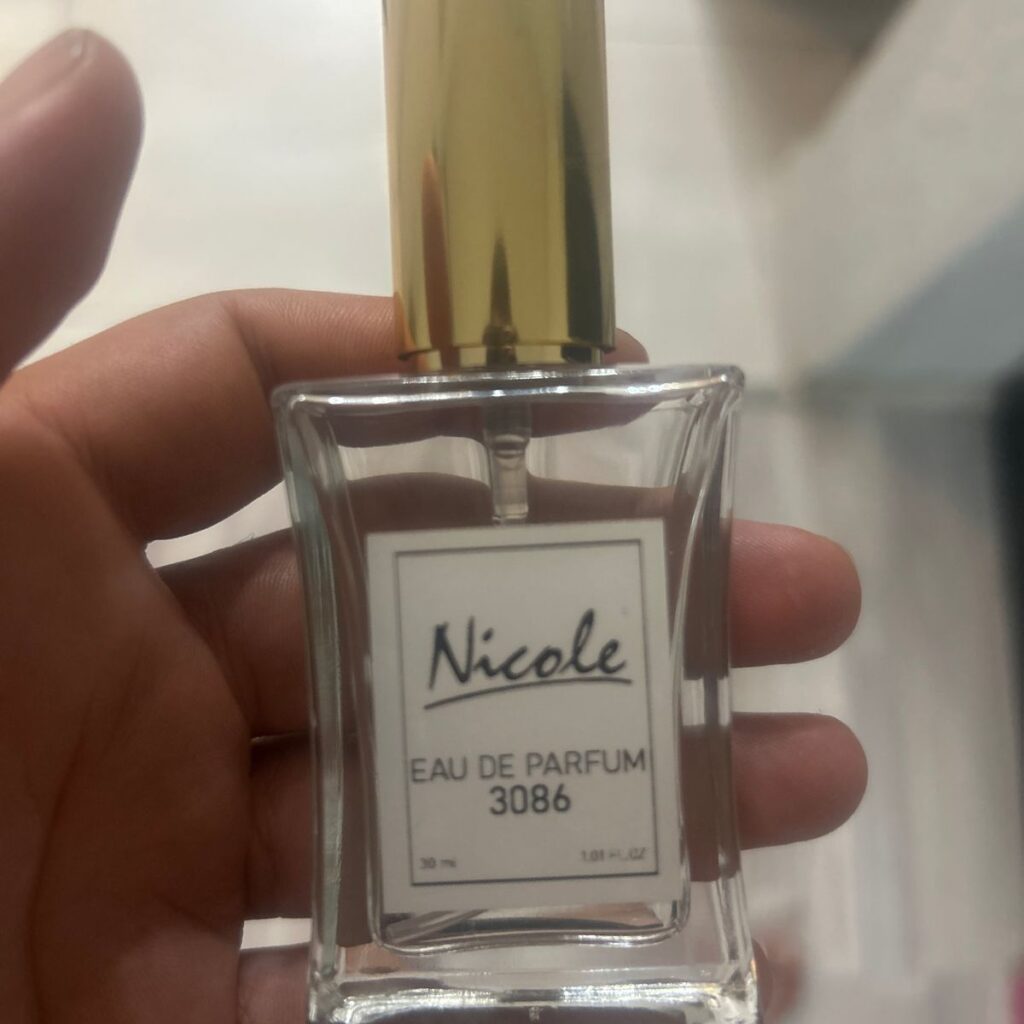 Nicole
EAU DE PARFUM
3086
30 ml
1.01 FL.OZ